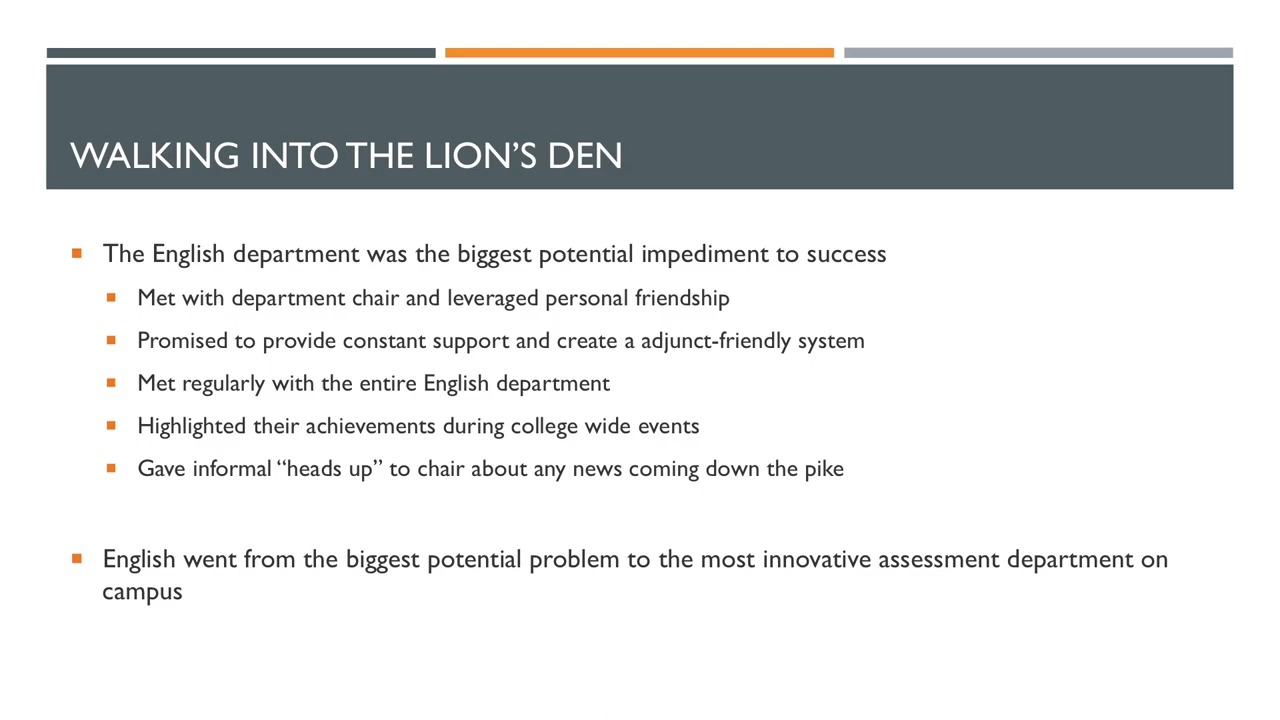 WALKING INTO THE LION’S DEN
The English department was the biggest potential impediment to success
Met with department chair and leveraged personal friendship
Promised to provide constant support and create a adjunct-friendly system
Met regularly with the entire English department
Highlighted their achievements during college wide events
Gave informal “heads up” to chair about any news coming down the pike
English went from the biggest potential problem to the most innovative assessment department on
campus